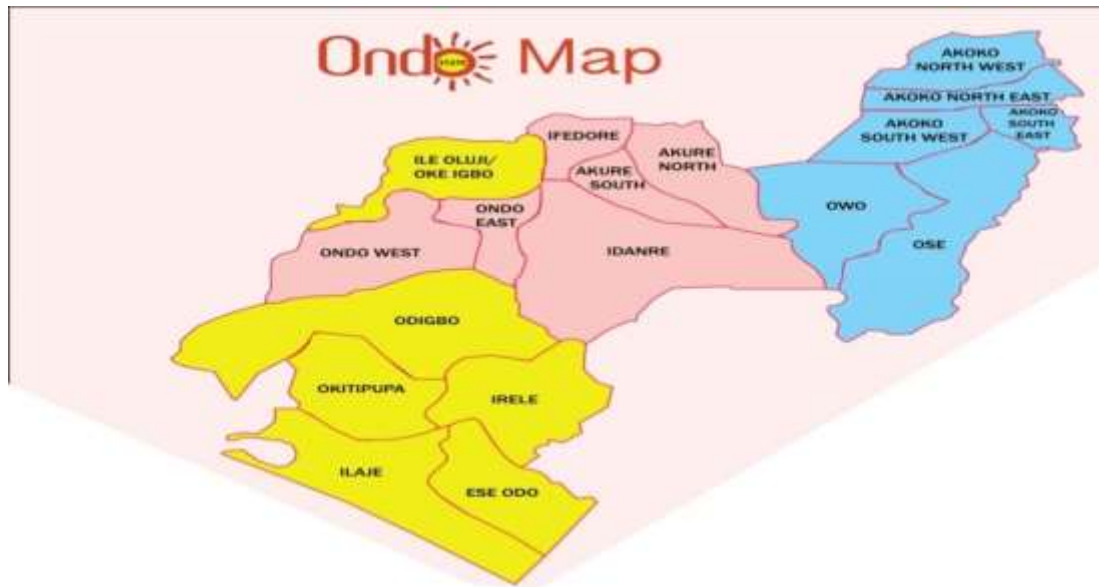 Ondo Map
STATE
AKOKO
NORTH WEST
AKOKO NORTH EAST
AKOKO
SOUTH WEST
AKOKO
SOUTH
EAST
IFEDORE
AKURE
NORTH
ILE OLUJI/
OKE IGBO
AKURE
SOUTH
ONDO
EAST
OWO
OSE
ONDO WEST
IDANRE
ODIGBO
OKITIPUPA
IRELE
ILAJE
ESE ODO